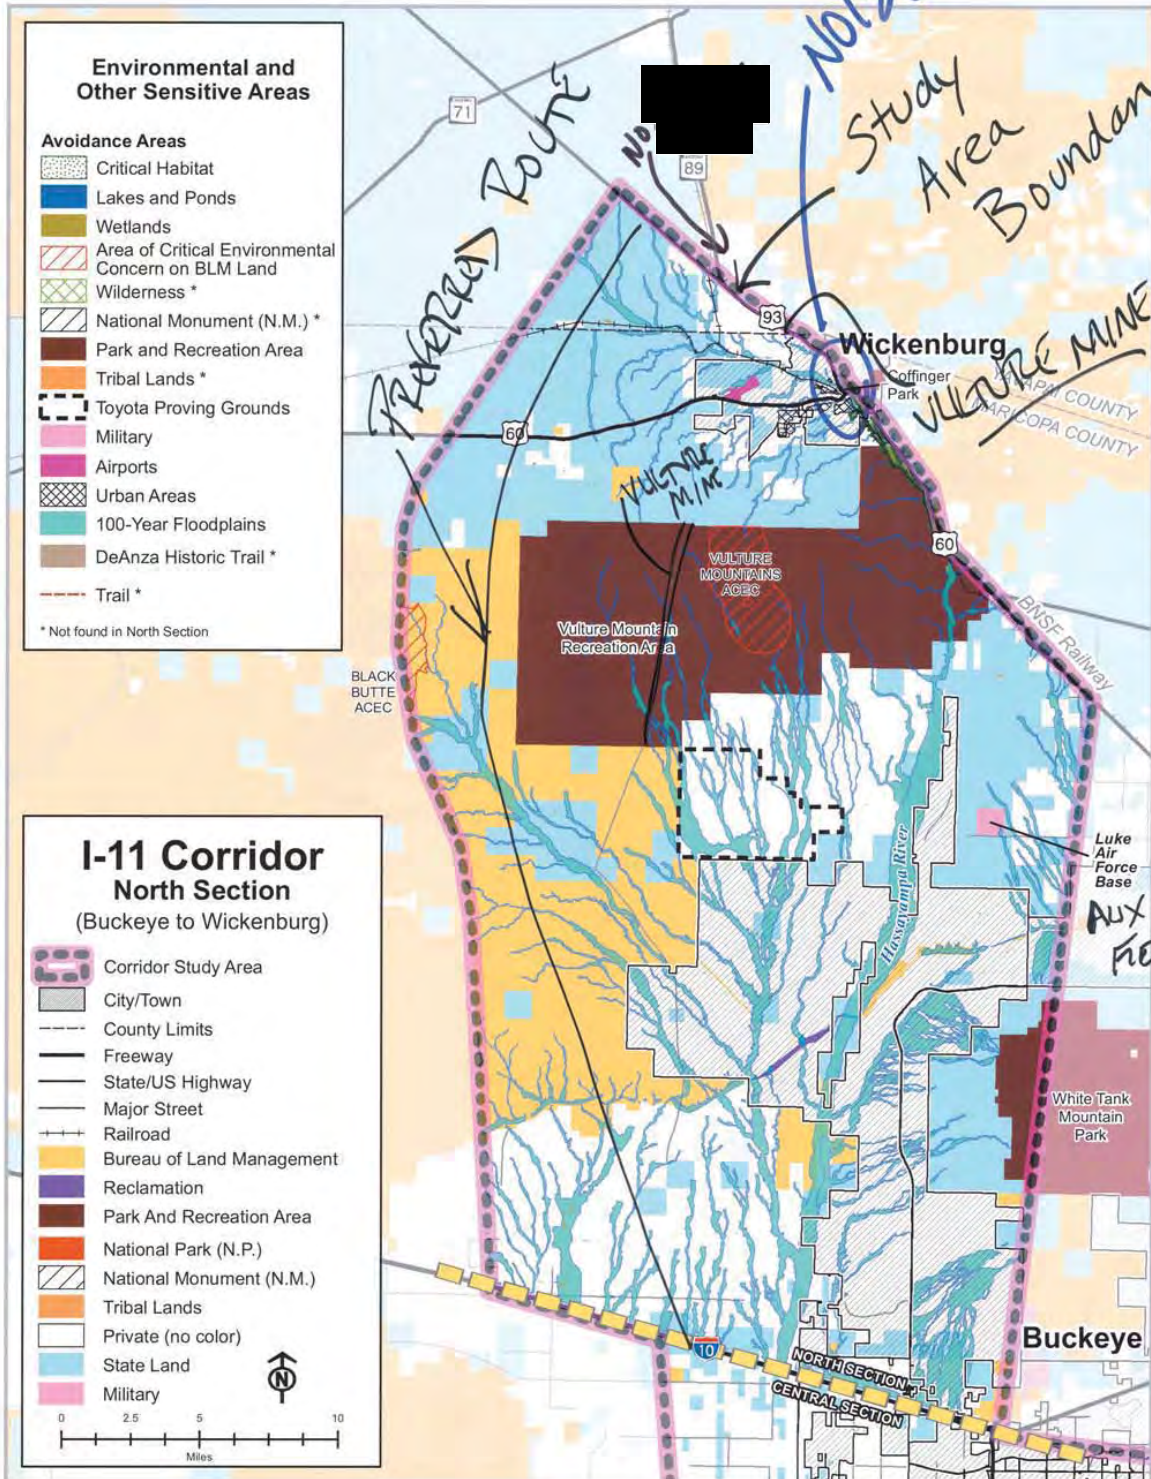 Environmental and
Other Sensitive Areas
Avoidance Areas
Critical Habitat
Lakes and Ponds
Wetlands
Area of Critical Environmental
Concern on BLM Land
Wilderness *
National Monument (N.M.) *
Park and Recreation Area
Tribal Lands *
Toyota Proving Grounds
Military
Airports
Urban Areas
100-Year Floodplains
DeAnza Historic Trail *
Trail *
* Not found in North Section
71
89
NO
Study
Area
PREFERRED ROUTE
93
Wickenburg
Coffinger
Park
VULTURE MINE
YAVAPAI COUNTY
MARICOPA COUNTY
60
VULTURE
60
VULTURE
MOUNTAINS
ACEC
Vulture Mountain
Recreation Area
BNSF Railway
BLACK
BUTTE
ACEC
Luke
Air
Force
Base
AUX
Hassayampa River
White Tank
Mountain
Park
Buckeye
10
NORTH SECTION
CENTRAL SECTION
I-11 Corridor
North Section
(Buckeye to Wickenburg)
Corridor Study Area
City/Town
County Limits
Freeway
State/US Highway
Major Street
Railroad
Bureau of Land Management
Reclamation
Park And Recreation Area
National Park (N.P.)
National Monument (N.M.)
Tribal Lands
Private (no color)
State Land
Military
N
0 2.5 5 10
Miles